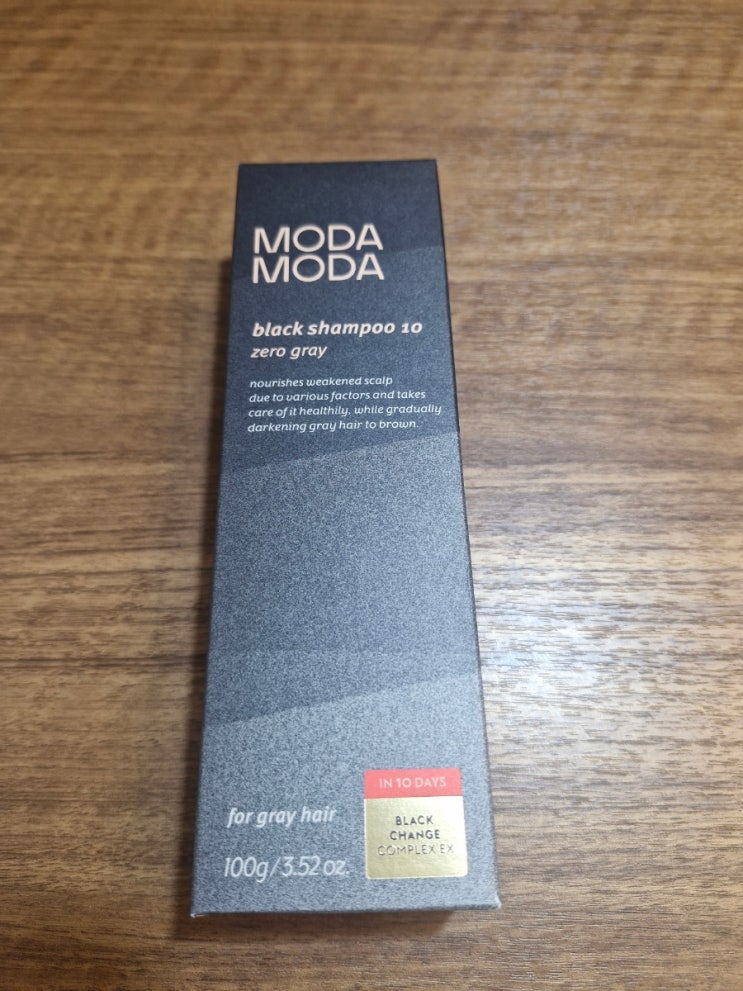 MODA
MODA
black shampoo 10
zero gray
nourishes weakened scalp
due to various factors and takes
care of it healthily, while gradually
darkening gray hair to brown.
IN 10 DAYS
BLACK
CHANGE
COMPLEX EX
for gray hair
100g/3.52 oz.